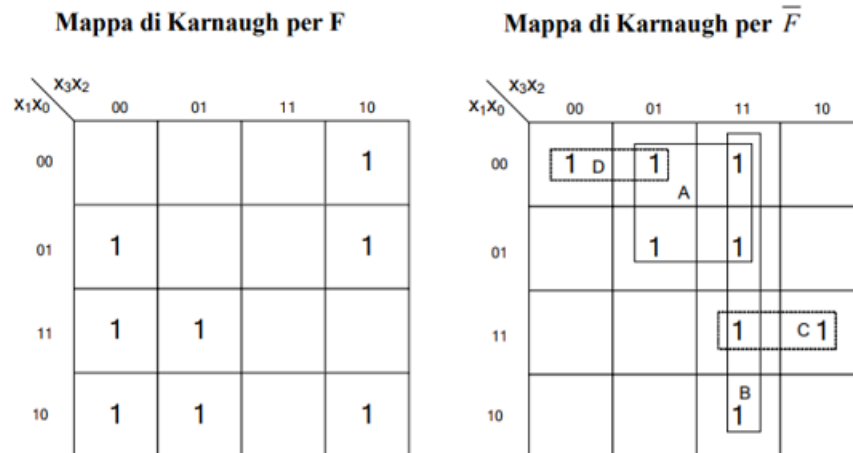 Mappa di Karnaugh per F
x₃x₂
x₁x₀ 00 01 11 10
00 1
01 1 1
11 1 1
10 1 1 1
Mappa di Karnaugh per F̅
x₃x₂
x₁x₀ 00 01 11 10
00 1 D 1 1
A
01 1 1
11 1 C 1
B
10 1